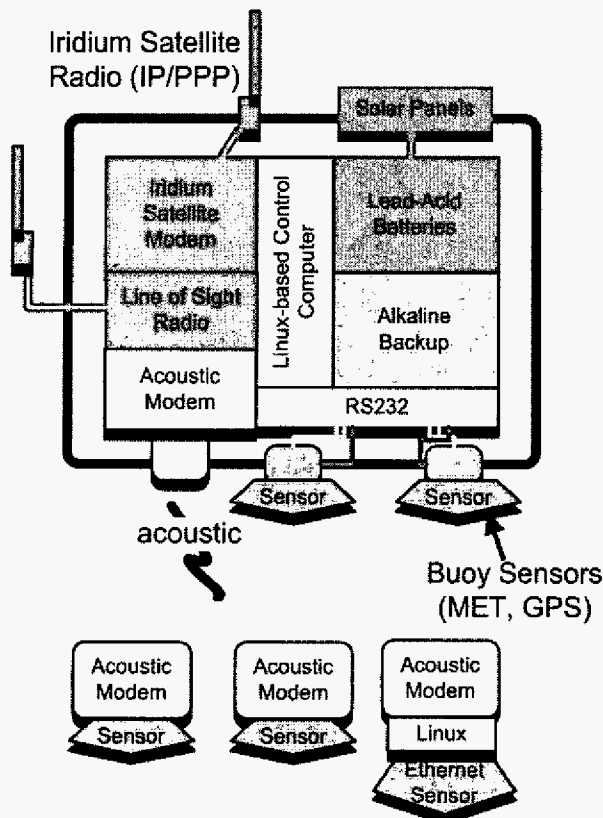 Iridium Satellite
Radio (IP/PPP)
Solar Panels
Iridium
Satellite
Modem
Linux-based Control
Computer
Lead-Acid
Batteries
Line of Sight
Radio
Alkaline
Backup
Acoustic
Modem
RS232
Sensor
Sensor
acoustic
Buoy Sensors
(MET, GPS)
Acoustic
Modem
Sensor
Acoustic
Modem
Sensor
Acoustic
Modem
Linux
Ethernet
Sensor